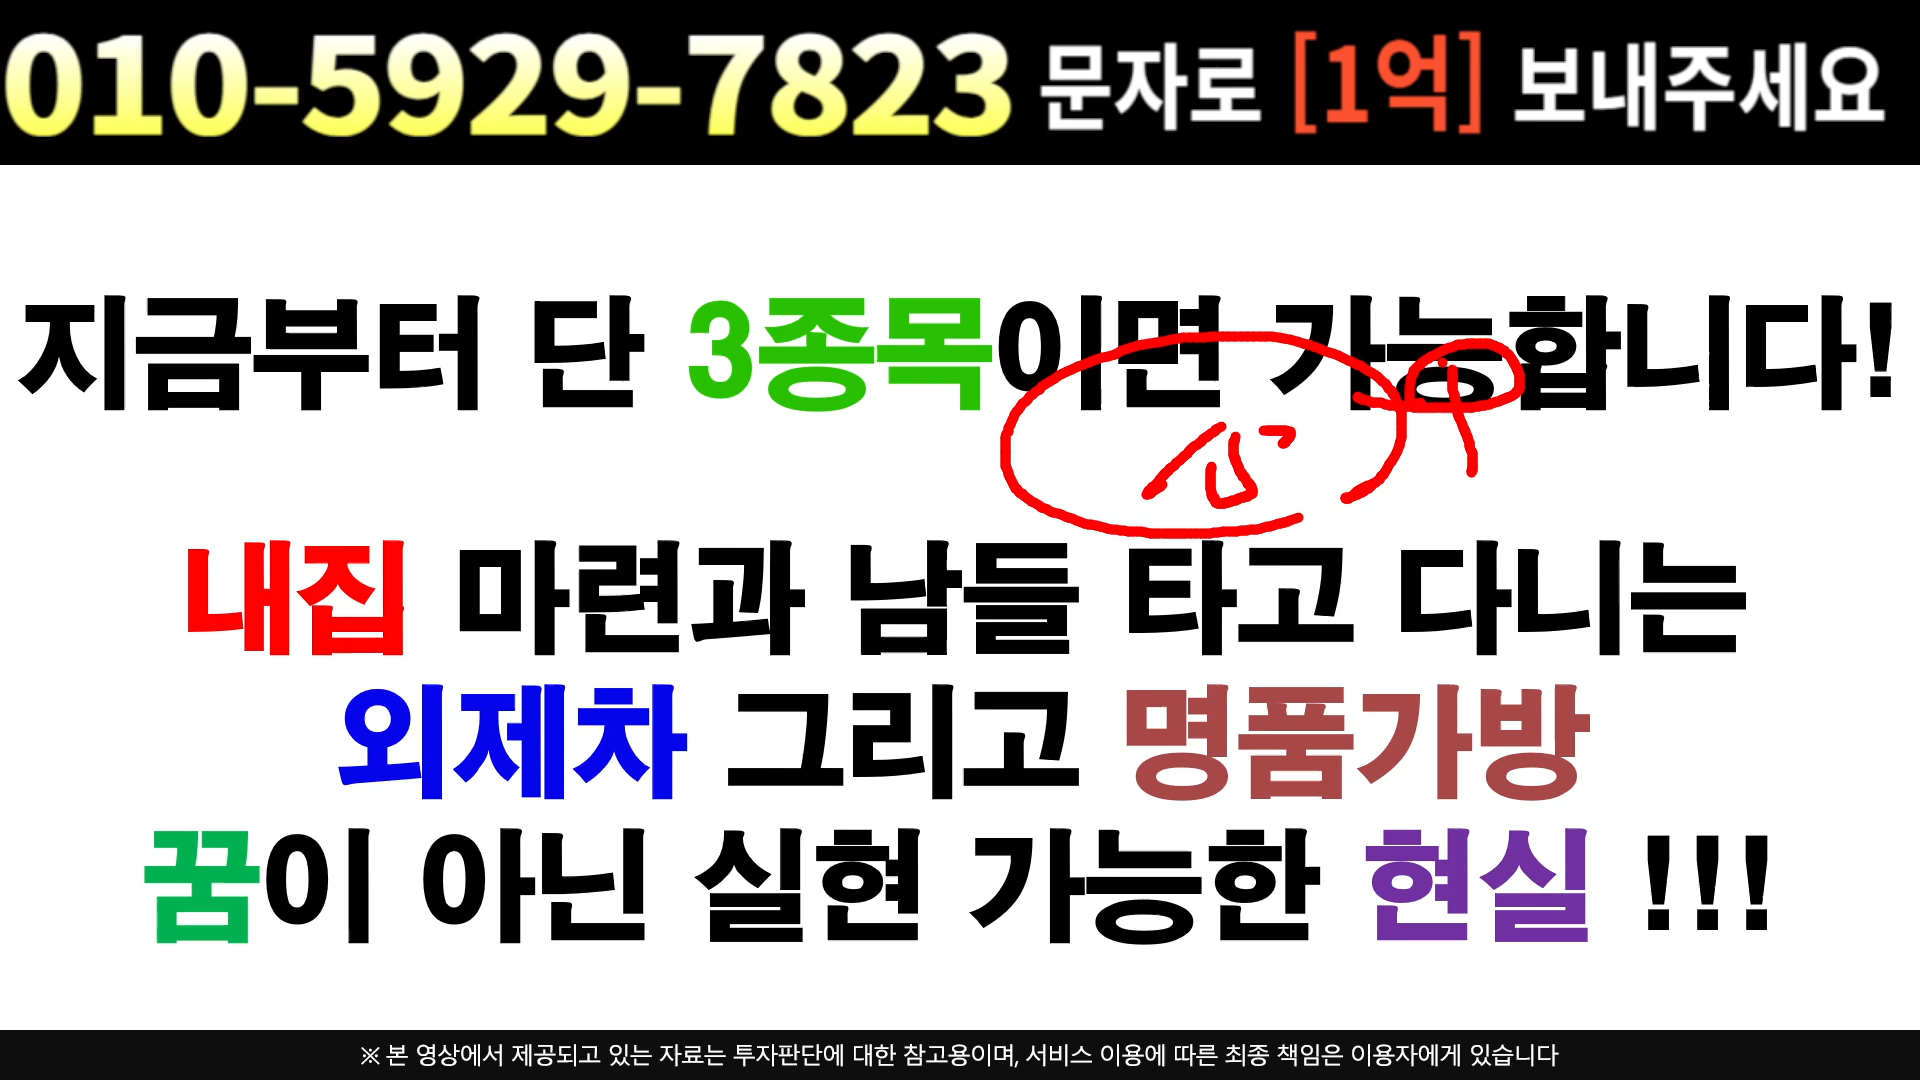 010-5929-7823 문자로 [1억] 보내주세요
지금부터 단 3종목이면 가능합니다!
내집 마련과 남들 타고 다니는
외제차 그리고 명품가방
꿈이 아닌 실현 가능한 현실 !!!
※ 본 영상에서 제공되고 있는 자료는 투자판단에 대한 참고용이며, 서비스 이용에 따른 최종 책임은 이용자에게 있습니다